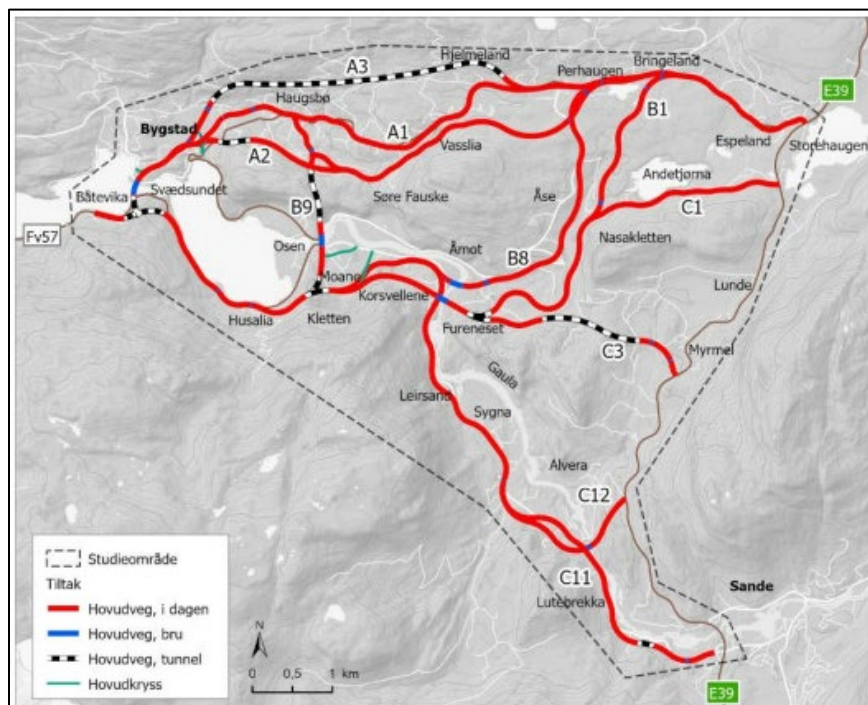 Hjelmeland
A3
Perhaugen
Bringeland
E39
Haugsbø
Bygstad
A1
B1
Espeland
Storehaugen
A2
Vasslia
Båtevika
Svædsundet
Søre Fauske
Åse
Andetjørna
C1
B9
Fv57
Osen
Nasakletten
Åmot
B8
Moane
Lunde
Korsvellene
Husalia
Kletten
Fureneset
C3
Myrmel
Gaula
Leirsand
Sygna
Alvera
C12
C11
Sande
Lutebrekka
E39
Studieområde
Tiltak
Hovudveg, i dagen
Hovudveg, bru
Hovudveg, tunnel
Hovudkryss
N
0 0,5 1 km